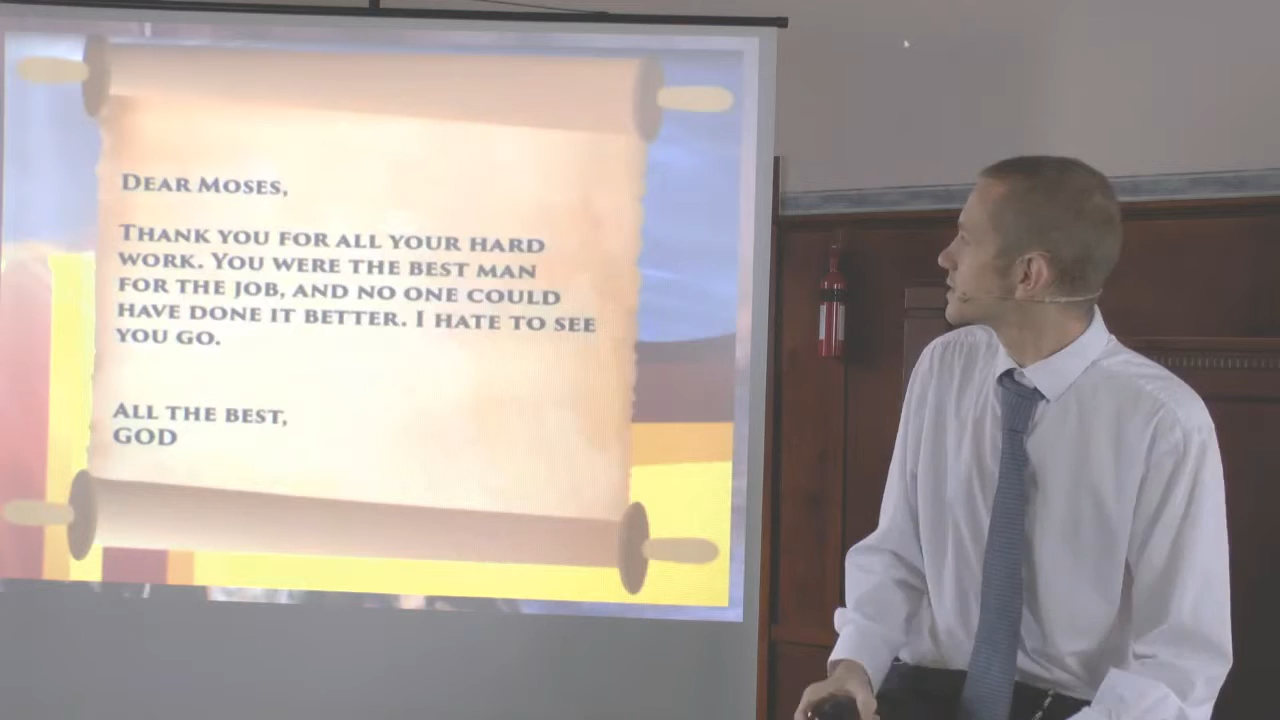 DEAR MOSES,
THANK YOU FOR ALL YOUR HARD
WORK. YOU WERE THE BEST MAN
FOR THE JOB, AND NO ONE COULD
HAVE DONE IT BETTER. I HATE TO SEE
YOU GO.
ALL THE BEST,
GOD